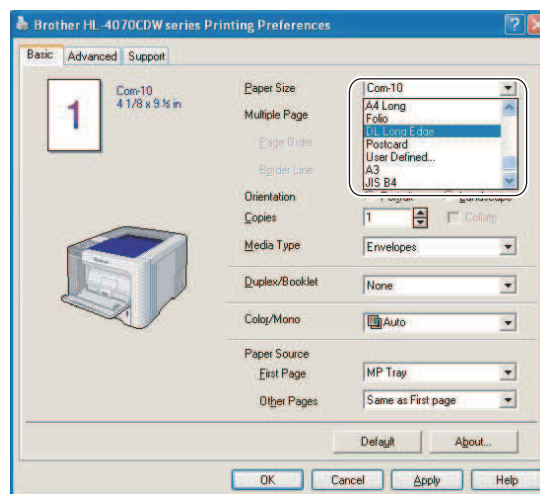 Brother HL-4070CDW series Printing Preferences
Basic Advanced Support
1
Com-10
4 1/8 x 9 ½ in
Paper Size Com-10
A4 Long
Folio
DL Long Edge
Postcard
User Defined...
A3
JIS B4
Multiple Page
Page Order
Border Line
Orientation Portrait Landscape
Copies 1 Collate
Media Type Envelopes
Duplex/Booklet None
Color/Mono Auto
Paper Source
First Page MP Tray
Other Pages Same as First page
Default About...
OK Cancel Apply Help